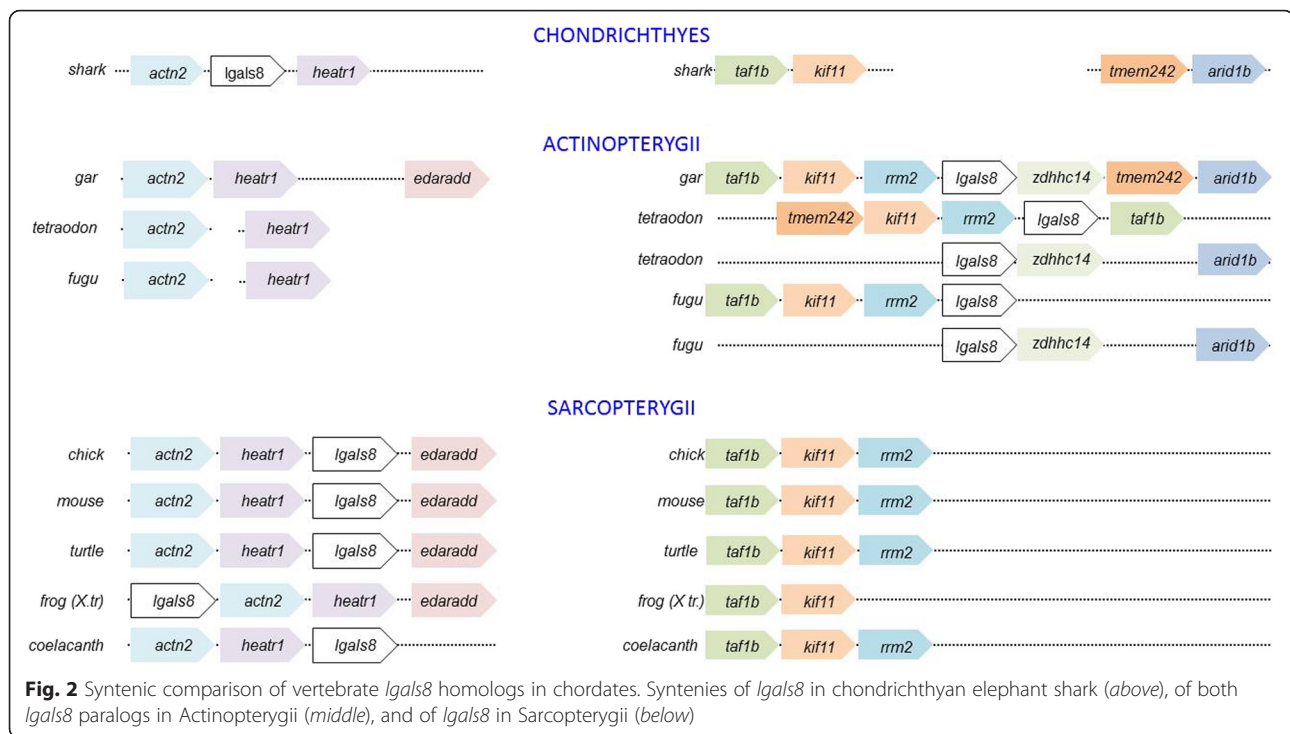 CHONDRICHTHYES
shark actn2 lgals8 heatr1
shark taf1b kif11 tmem242 arid1b
ACTINOPTERYGII
gar actn2 heatr1 edaradd
tetraodon actn2 heatr1
fugu actn2 heatr1
gar taf1b kif11 rrm2 lgals8 zdhhc14 tmem242 arid1b
tetraodon tmem242 kif11 rrm2 lgals8 taf1b
tetraodon lgals8 zdhhc14 arid1b
fugu taf1b kif11 rrm2 lgals8
fugu lgals8 zdhhc14 arid1b
SARCOPTERYGII
chick actn2 heatr1 lgals8 edaradd
mouse actn2 heatr1 lgals8 edaradd
turtle actn2 heatr1 lgals8 edaradd
frog (X.tr) lgals8 actn2 heatr1 edaradd
coelacanth actn2 heatr1 lgals8
chick taf1b kif11 rrm2
mouse taf1b kif11 rrm2
turtle taf1b kif11 rrm2
frog (X tr.) taf1b kif11
coelacanth taf1b kif11 rrm2
Fig. 2 Syntenic comparison of vertebrate lgals8 homologs in chordates. Syntenies of lgals8 in chondrichthyan elephant shark (above), of both
lgals8 paralogs in Actinopterygii (middle), and of lgals8 in Sarcopterygii (below)